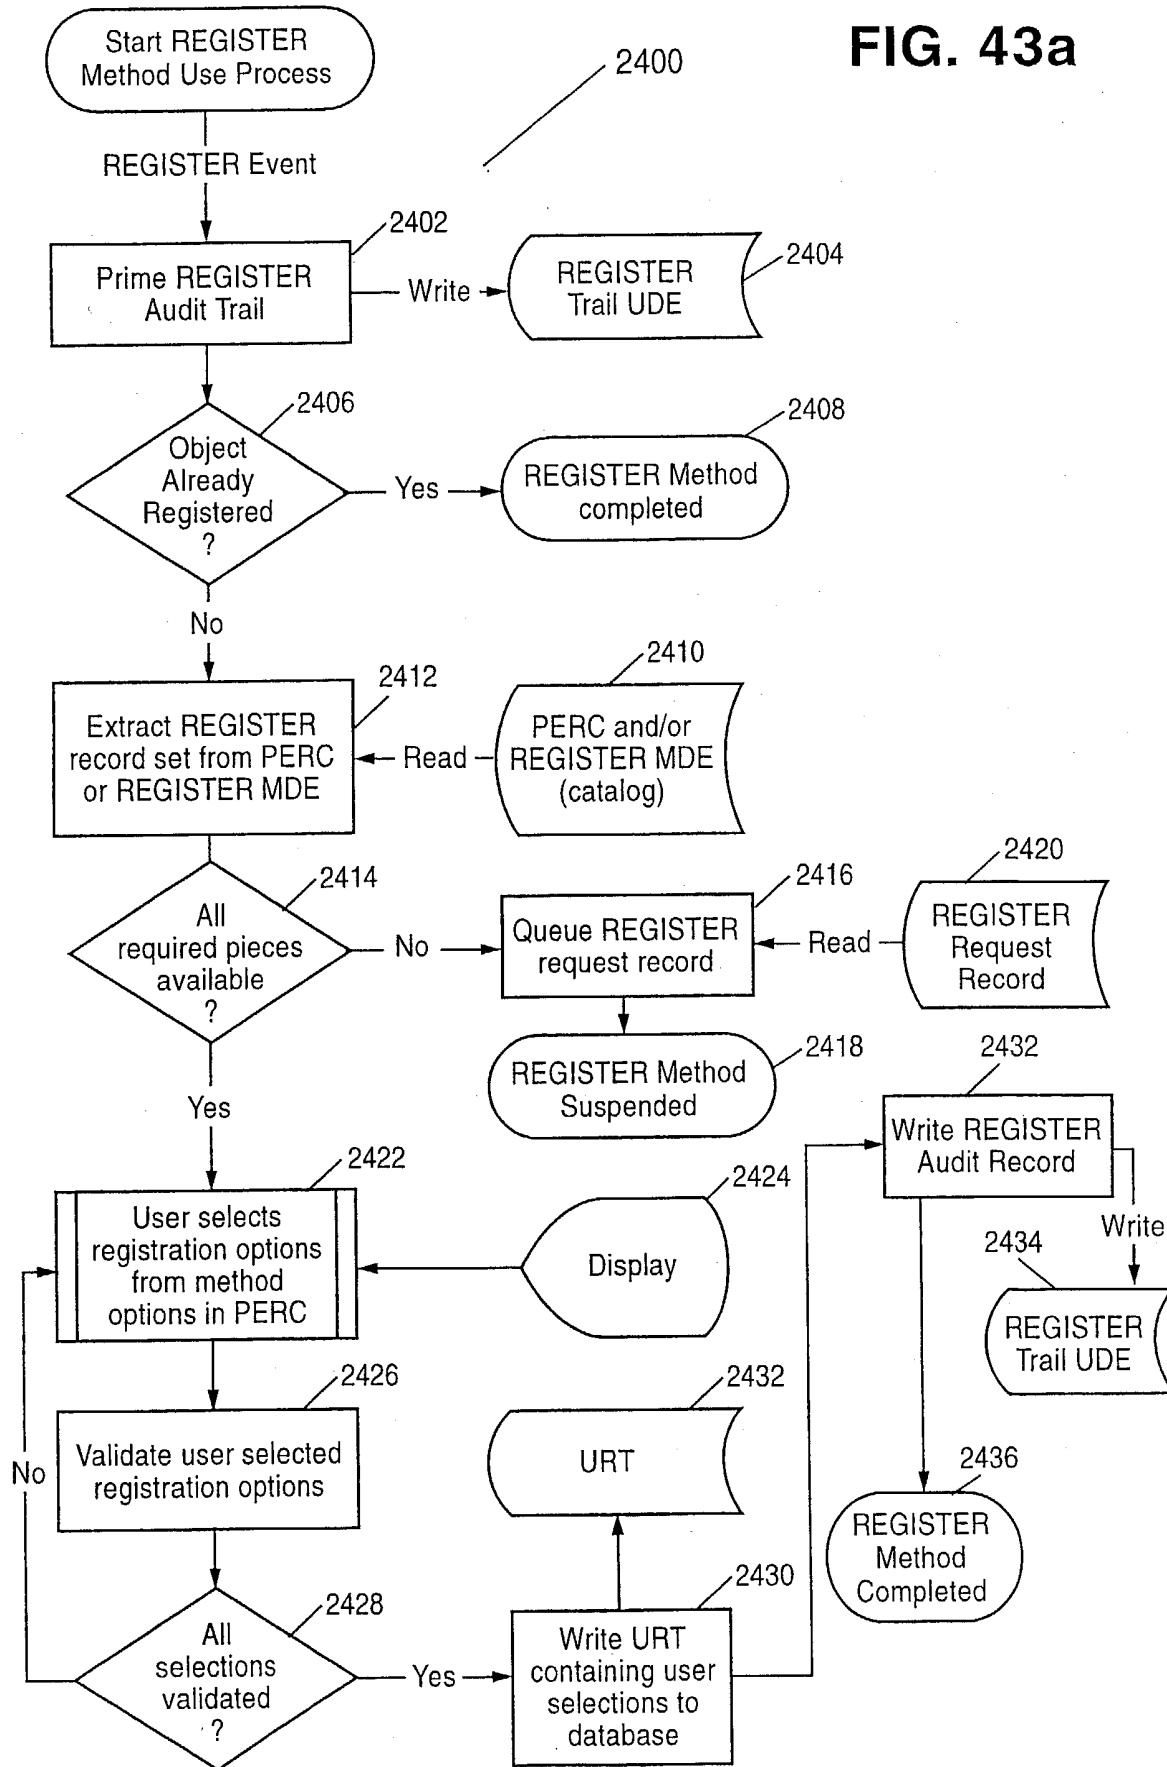 FIG. 43a
Start REGISTER
Method Use Process
2400
REGISTER Event
2402
Prime REGISTER
Audit Trail
Write
REGISTER
Trail UDE
2404
2406
Object
Already
Registered
?
Yes
2408
REGISTER Method
completed
No
2412
Extract REGISTER
record set from PERC
or REGISTER MDE
Read
2410
PERC and/or
REGISTER MDE
(catalog)
2414
All
required pieces
available
?
No
2416
Queue REGISTER
request record
Read
2420
REGISTER
Request
Record
2418
REGISTER Method
Suspended
Yes
2422
User selects
registration options
from method
options in PERC
2424
Display
2426
Validate user selected
registration options
No
2428
All
selections
validated
?
Yes
2430
Write URT
containing user
selections to
database
2432
URT
2432
Write REGISTER
Audit Record
Write
2434
REGISTER
Trail UDE
2436
REGISTER
Method
Completed